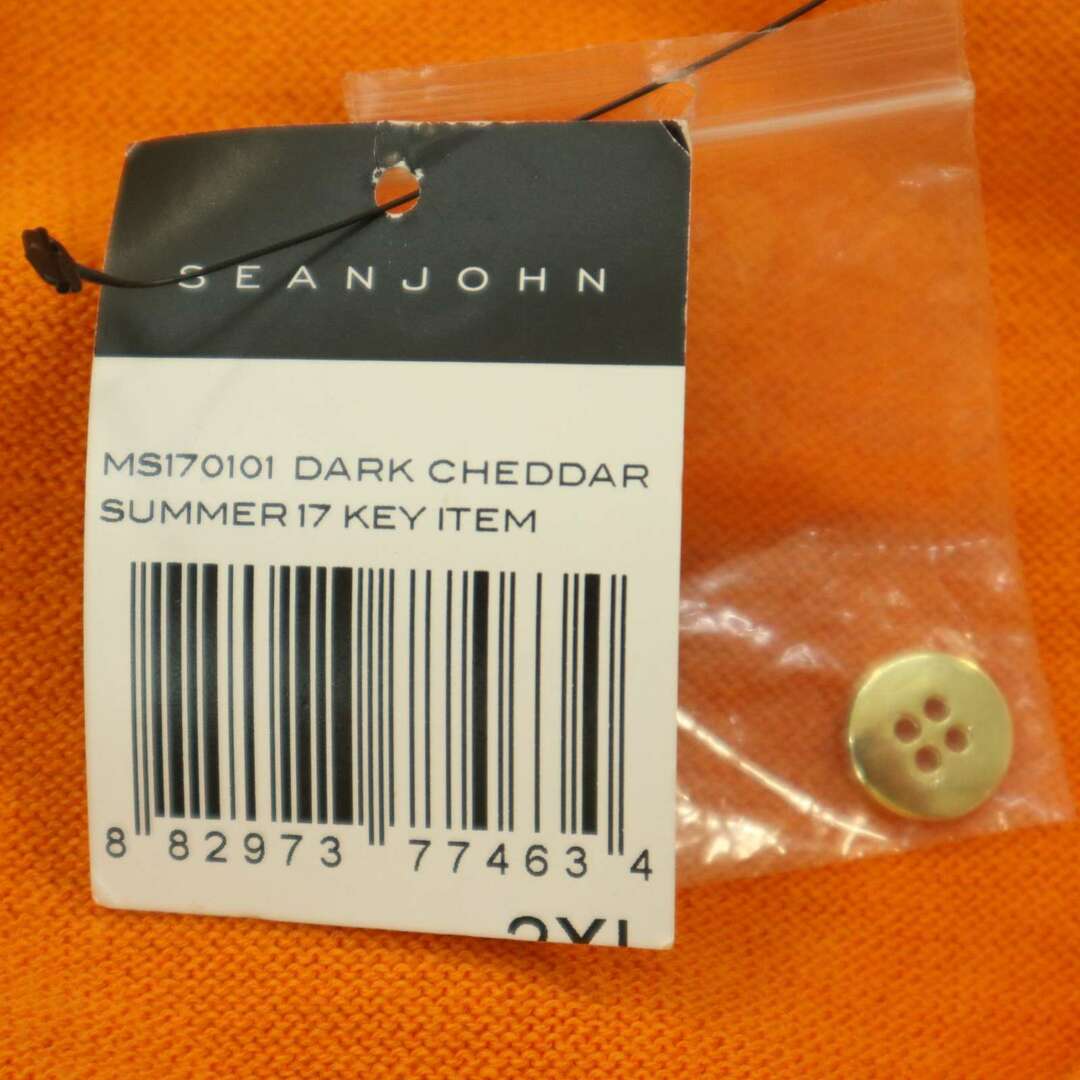 SEANJOHN
MS170101 DARK CHEDDAR
SUMMER 17 KEY ITEM
8 82973 77463 4